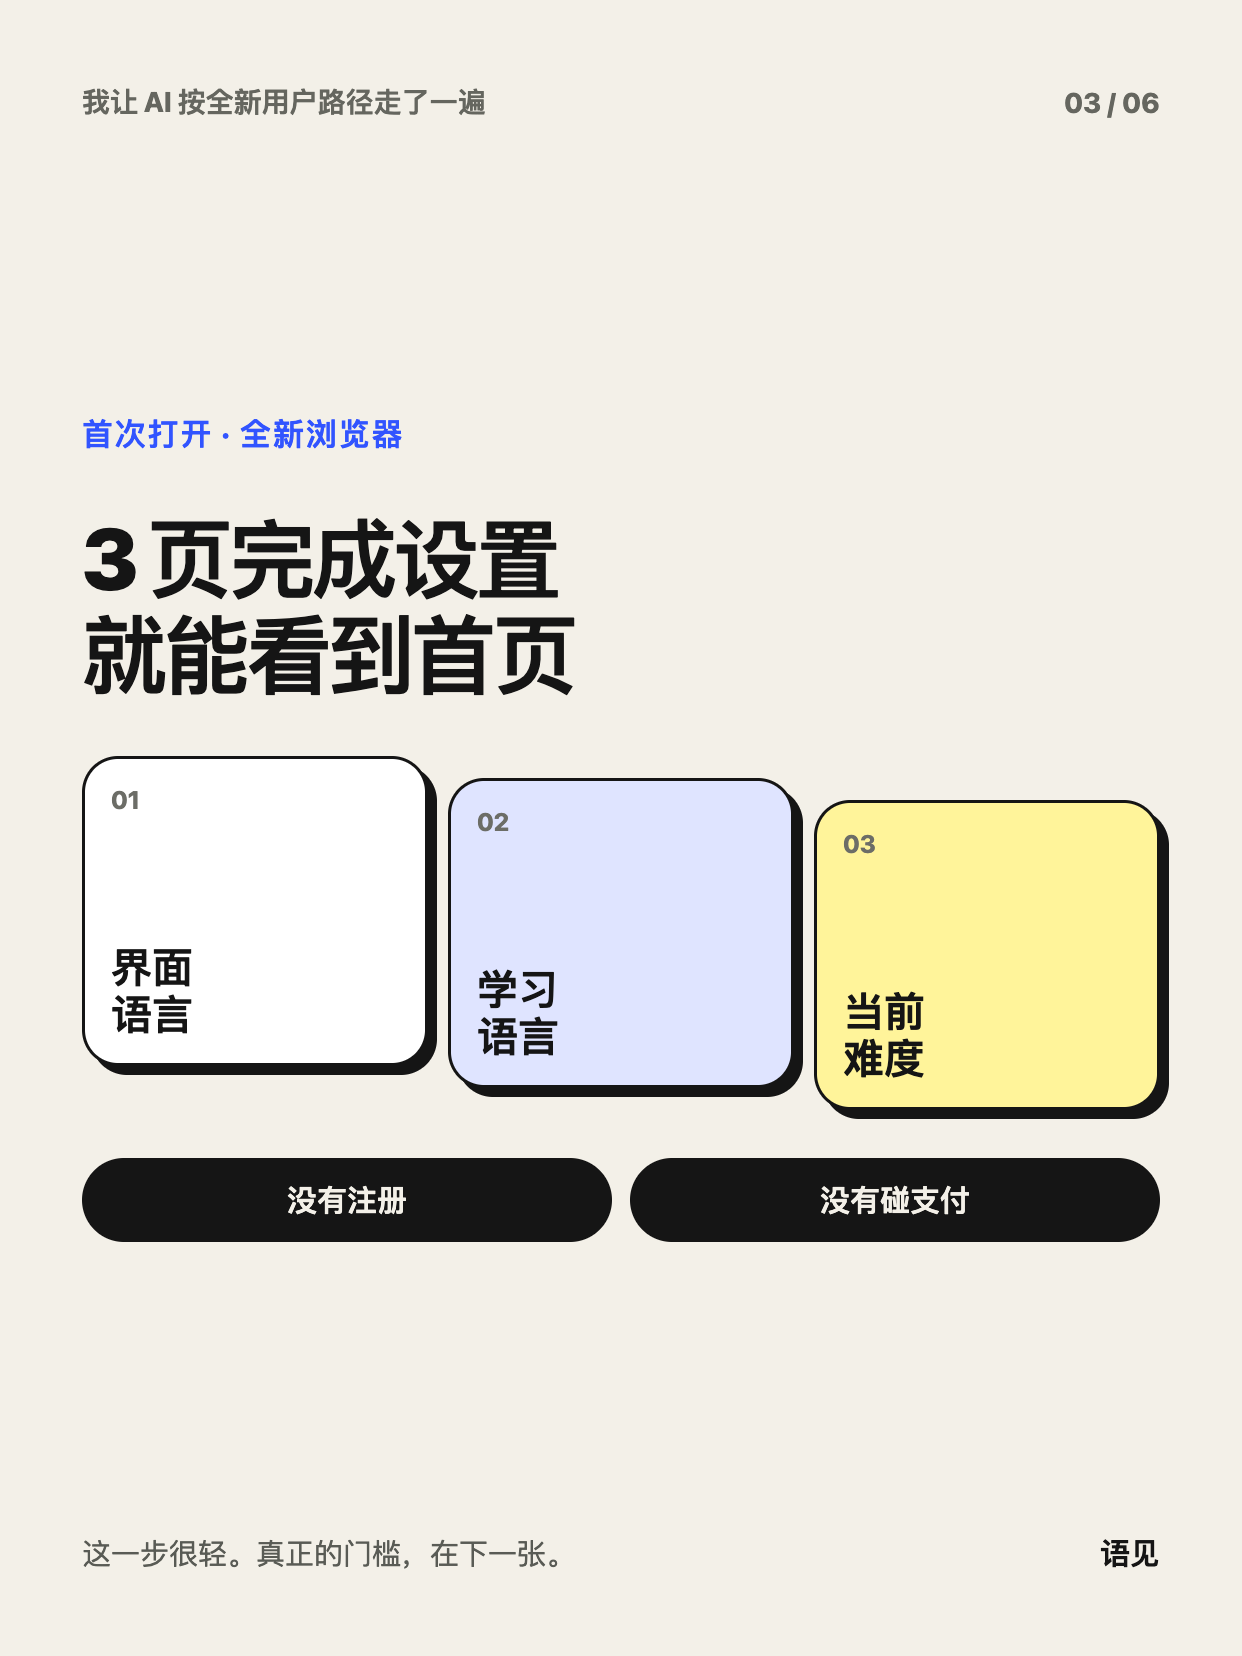 我让 AI 按全新用户路径走了一遍
03 / 06
首次打开 · 全新浏览器
3 页完成设置
就能看到首页
01
界面
语言
02
学习
语言
03
当前
难度
没有注册
没有碰支付
这一步很轻。真正的门槛，在下一张。
语见